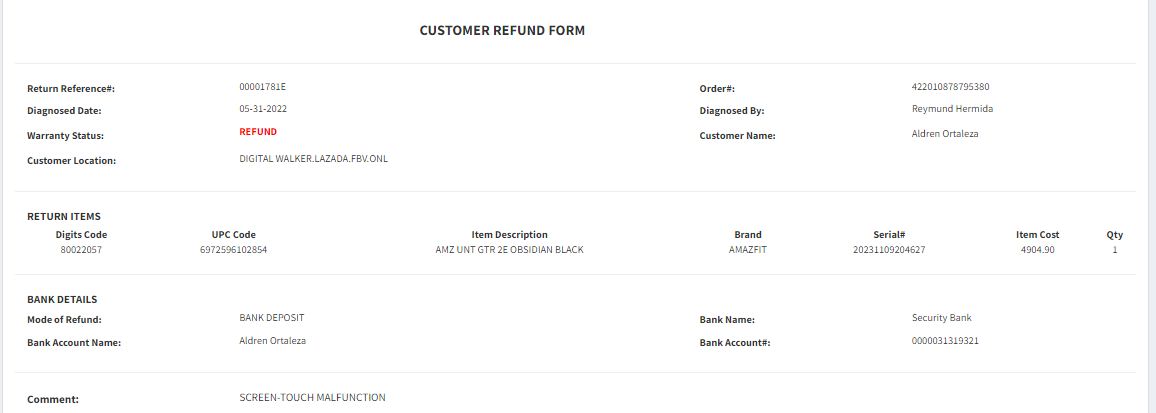 CUSTOMER REFUND FORM
Return Reference#: 00001781E Order#: 422010878795380
Diagnosed Date: 05-31-2022 Diagnosed By: Reymund Hermida
Warranty Status: REFUND Customer Name: Aldren Ortaleza
Customer Location: DIGITAL WALKER.LAZADA.FBV.ONL
RETURN ITEMS
Digits Code UPC Code Item Description Brand Serial# Item Cost Qty
80022057 6972596102854 AMZ UNT GTR 2E OBSIDIAN BLACK AMAZFIT 20231109204627 4904.90 1
BANK DETAILS
Mode of Refund: BANK DEPOSIT Bank Name: Security Bank
Bank Account Name: Aldren Ortaleza Bank Account#: 0000031319321
Comment: SCREEN-TOUCH MALFUNCTION